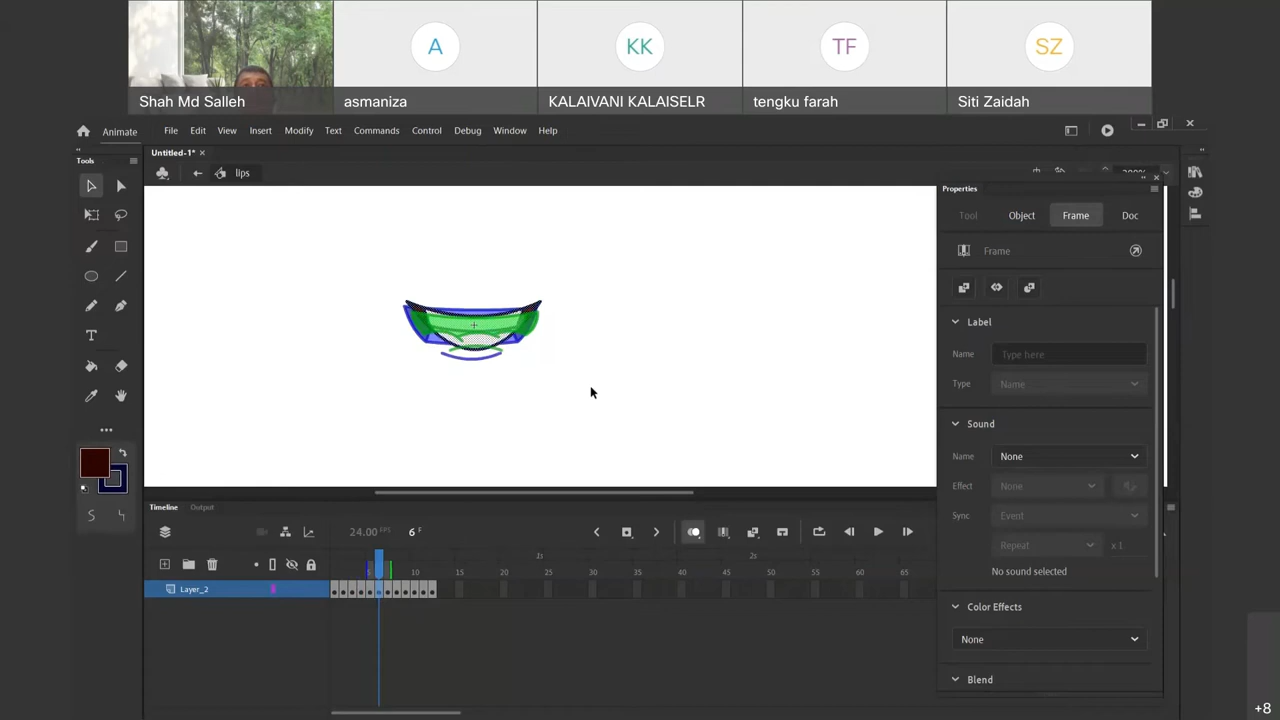 A
KK
TF
SZ
Shah Md Salleh
asmaniza
KALAIVANI KALAISELR
tengku farah
Siti Zaidah
Animate
File Edit View Insert Modify Text Commands Control Debug Window Help
Tools
Untitled-1* ×
lips
Properties
Tool Object Frame Doc
Frame
Label
Name Type here
Type Name
Sound
Name None
Effect None
Sync Event
Repeat x 1
No sound selected
Color Effects
None
Blend
Timeline Output
24.00 FPS 6 F
1s 2s
5 10 15 20 25 30 35 40 45 50 55 60 65
Layer_2
+8